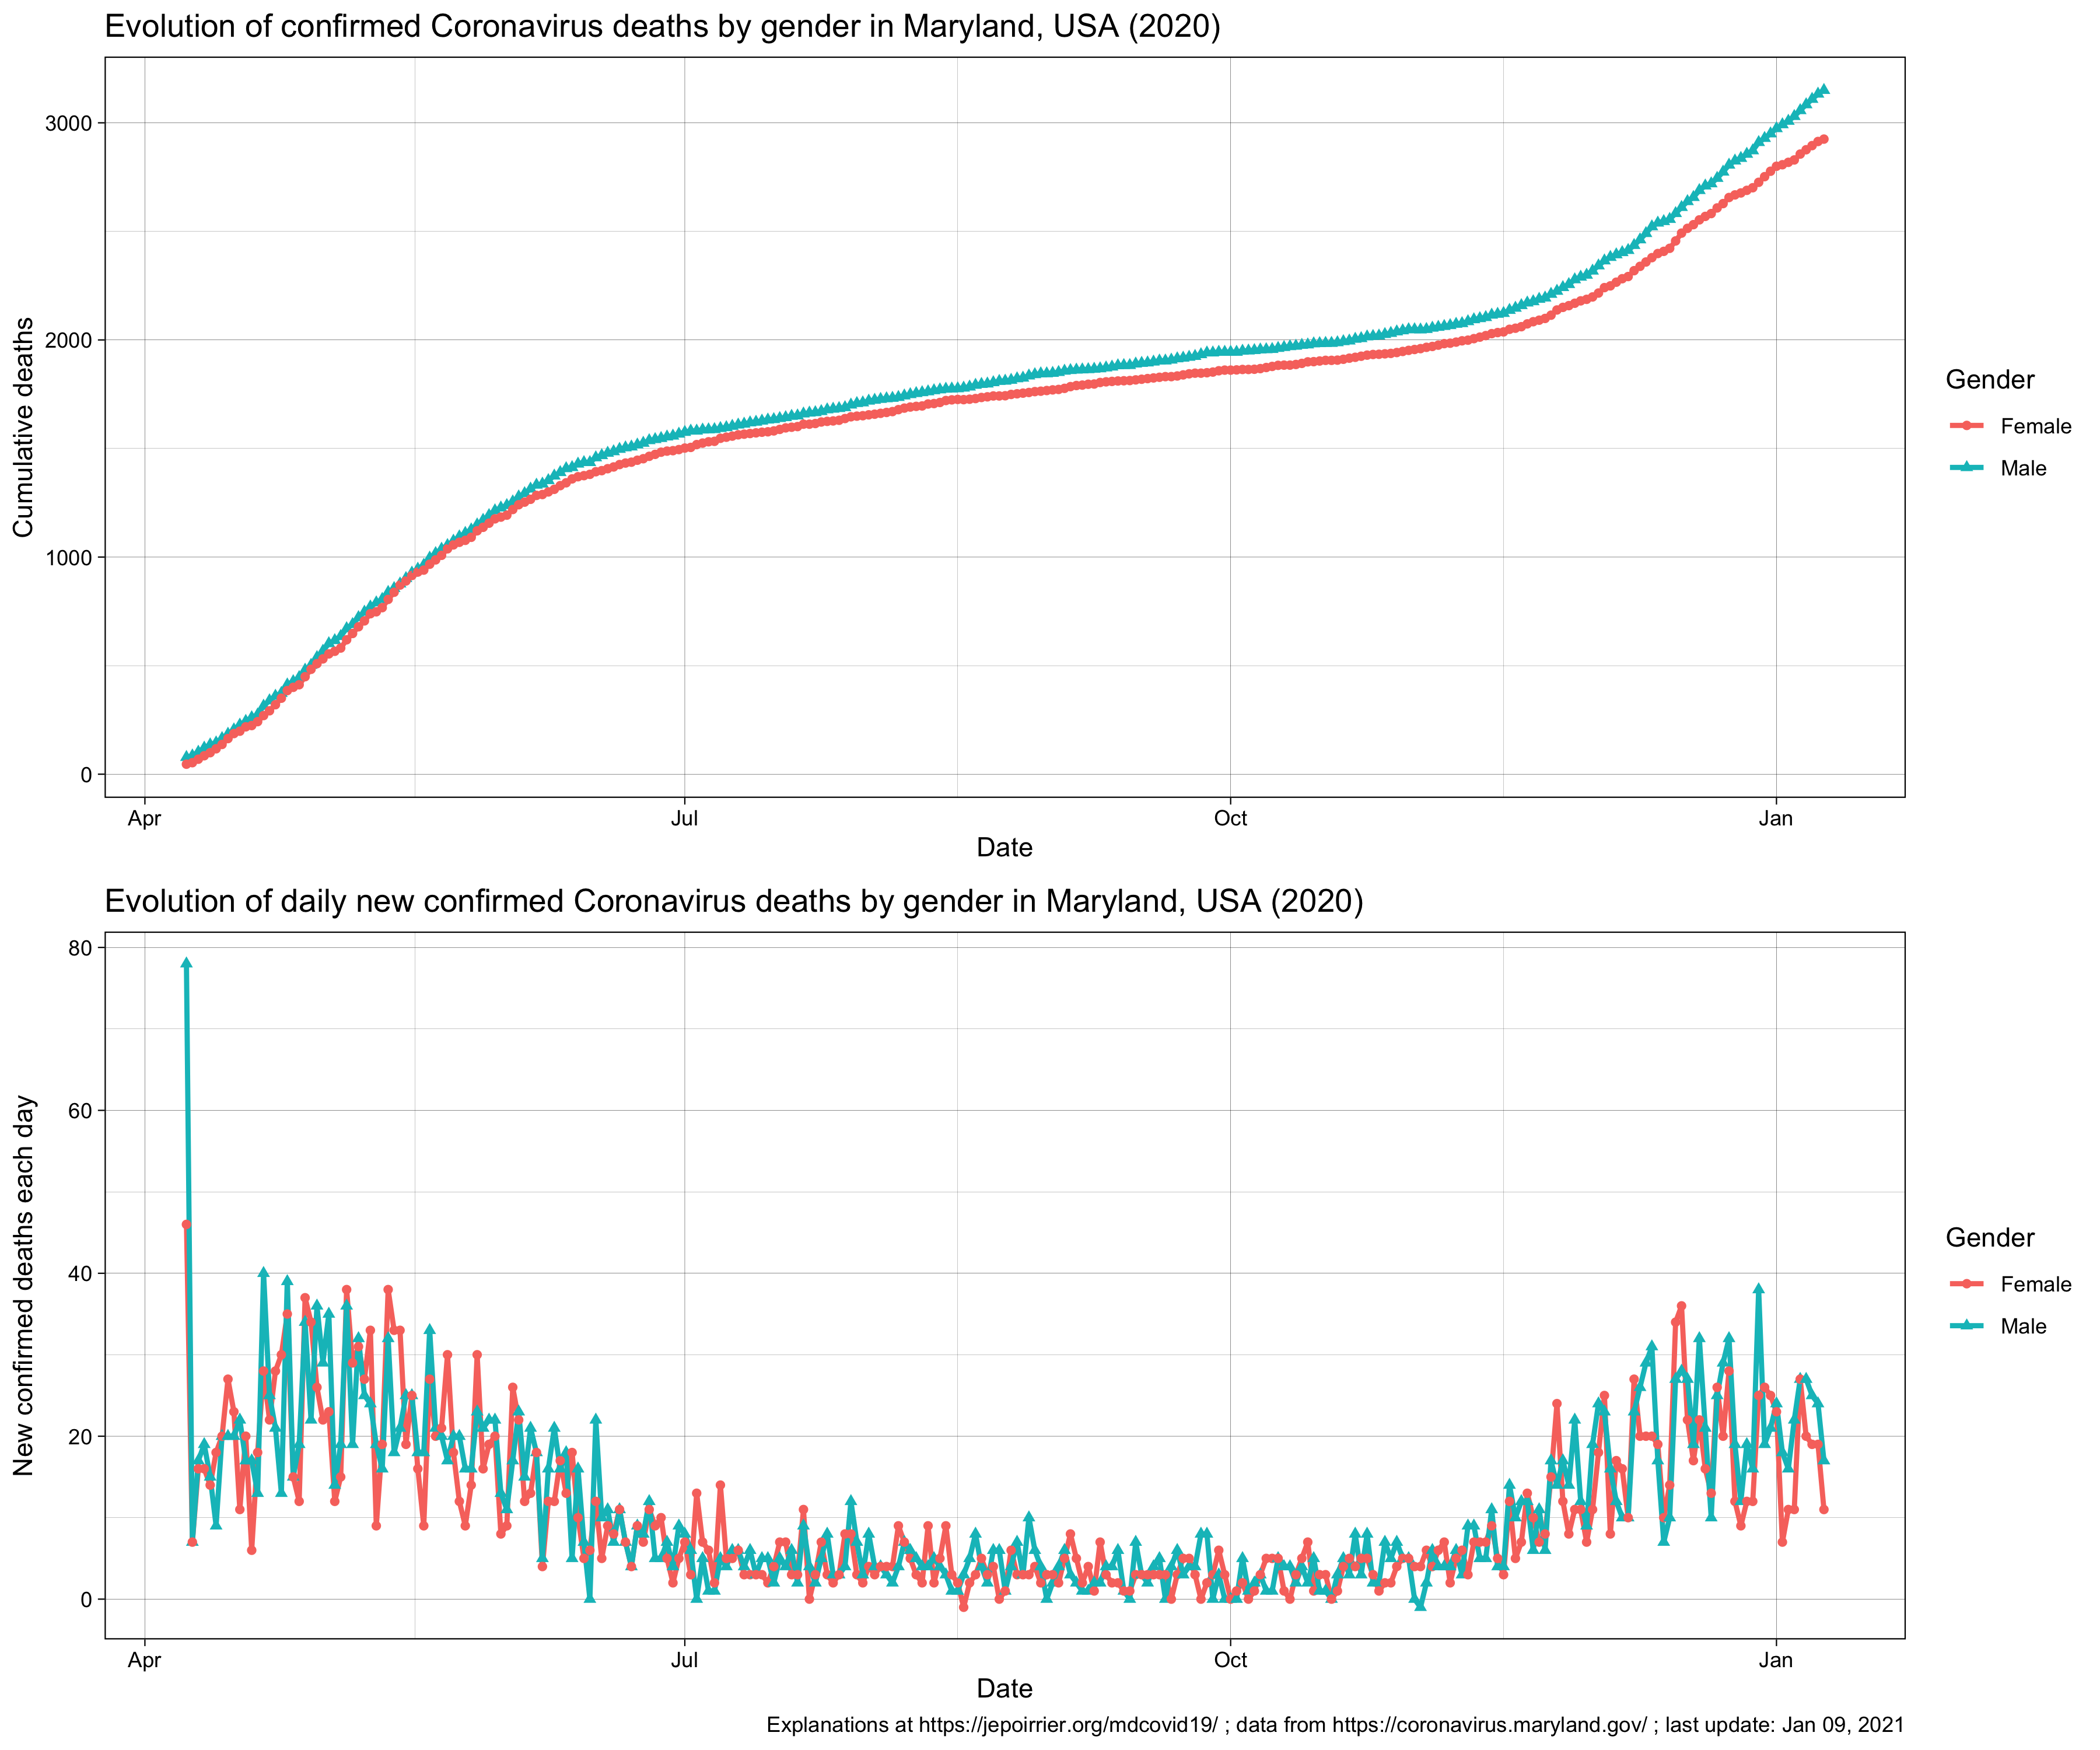 Evolution of confirmed Coronavirus deaths by gender in Maryland, USA (2020)
3000
2000
1000
0
Cumulative deaths
Apr
Jul
Oct
Jan
Date
Gender
Female
Male
Evolution of daily new confirmed Coronavirus deaths by gender in Maryland, USA (2020)
80
60
40
20
0
New confirmed deaths each day
Apr
Jul
Oct
Jan
Date
Gender
Female
Male
Explanations at https://jepoirrier.org/mdcovid19/ ; data from https://coronavirus.maryland.gov/ ; last update: Jan 09, 2021